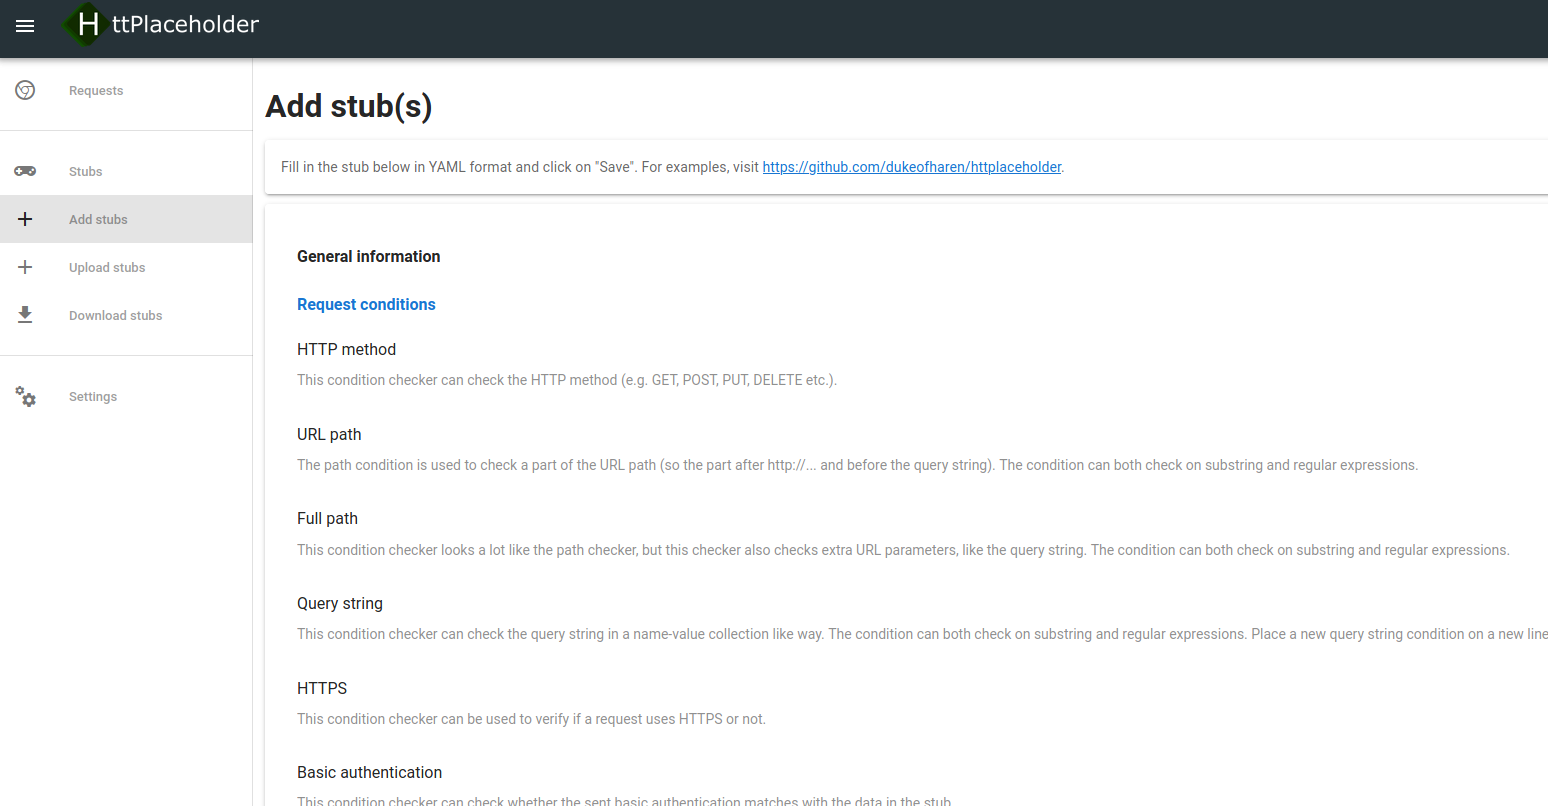 HttPlaceholder
Requests
Stubs
Add stubs
Upload stubs
Download stubs
Settings
Add stub(s)
Fill in the stub below in YAML format and click on "Save". For examples, visit https://github.com/dukeofharen/httplaceholder.
General information
Request conditions
HTTP method
This condition checker can check the HTTP method (e.g. GET, POST, PUT, DELETE etc.).
URL path
The path condition is used to check a part of the URL path (so the part after http://... and before the query string). The condition can both check on substring and regular expressions.
Full path
This condition checker looks a lot like the path checker, but this checker also checks extra URL parameters, like the query string. The condition can both check on substring and regular expressions.
Query string
This condition checker can check the query string in a name-value collection like way. The condition can both check on substring and regular expressions. Place a new query string condition on a new line
HTTPS
This condition checker can be used to verify if a request uses HTTPS or not.
Basic authentication
This condition checker can check whether the sent basic authentication matches with the data in the stub.